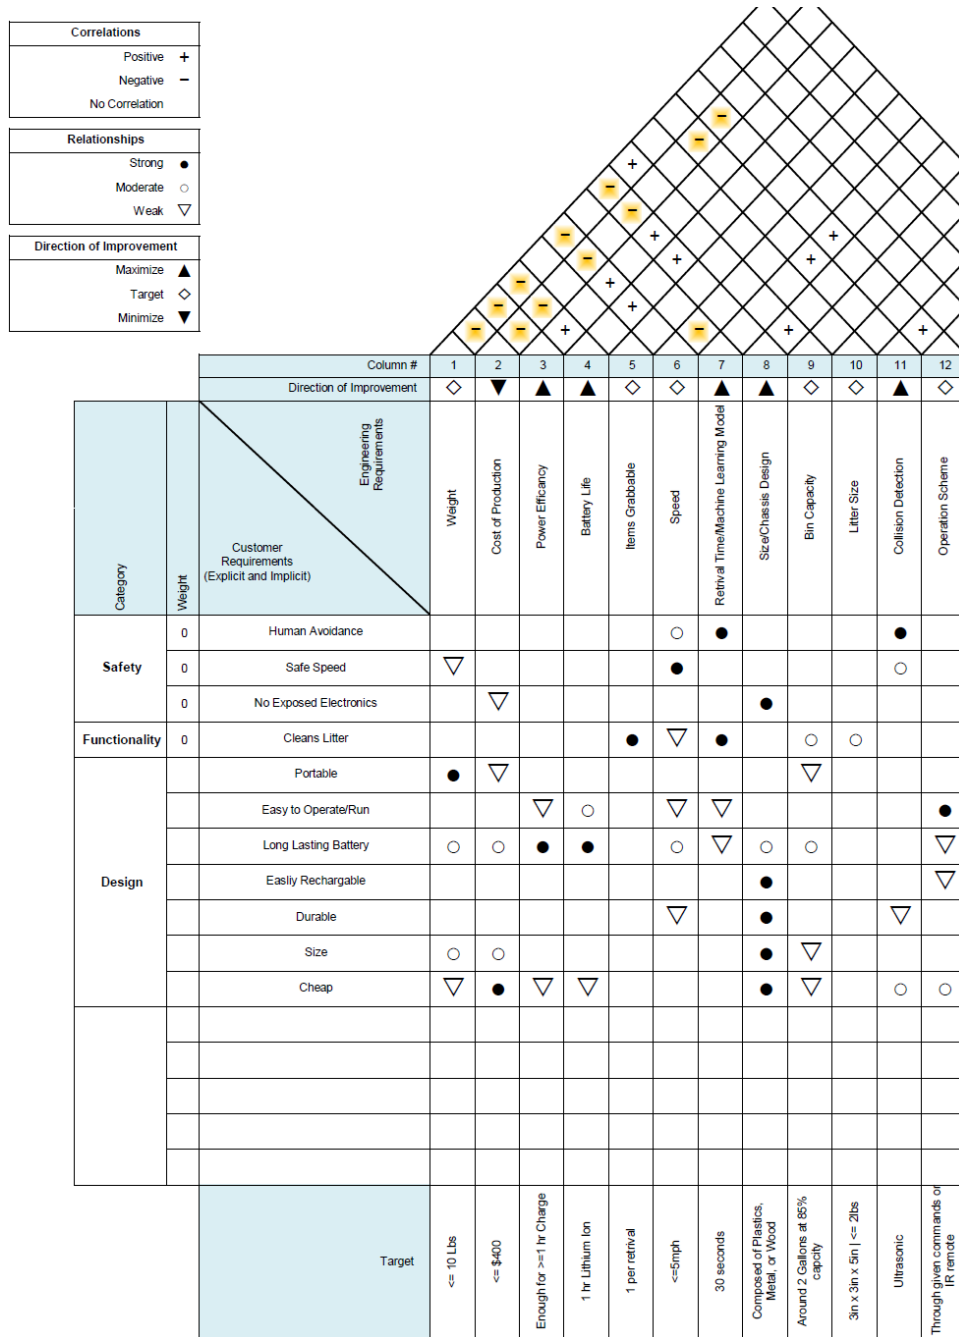 Correlations
Positive +
Negative −
No Correlation
Relationships
Strong ●
Moderate ○
Weak ▽
Direction of Improvement
Maximize ▲
Target ◇
Minimize ▼
Column # 1 2 3 4 5 6 7 8 9 10 11 12
Direction of Improvement ◇ ▼ ▲ ▲ ◇ ◇ ▲ ▲ ◇ ◇ ▲ ◇
Category
Weight
Engineering
Requirements
Customer
Requirements
(Explicit and Implicit)
Weight
Cost of Production
Power Efficancy
Battery Life
Items Grabbable
Speed
Retrival Time/Machine Learning Model
Size/Chassis Design
Bin Capacity
Litter Size
Collision Detection
Operation Scheme
Safety
0 Human Avoidance ○ ● ●
0 Safe Speed ▽ ● ○
0 No Exposed Electronics ▽ ●
Functionality 0 Cleans Litter ● ▽ ● ○ ○
Design
Portable ● ▽ ▽
Easy to Operate/Run ▽ ○ ▽ ▽ ●
Long Lasting Battery ○ ○ ● ● ○ ▽ ○ ○ ▽
Easliy Rechargable ● ▽
Durable ▽ ● ▽
Size ○ ○ ● ▽
Cheap ▽ ● ▽ ▽ ● ▽ ○ ○
Target
<= 10 Lbs
<= $400
Enough for >=1 hr Charge
1 hr Lithium Ion
1 per retrival
<=5mph
30 seconds
Composed of Plastics,
Metal, or Wood
Around 2 Gallons at 85%
capcity
3in x 3in x 5in | <= 2lbs
Ultrasonic
Through given commands or
IR remote